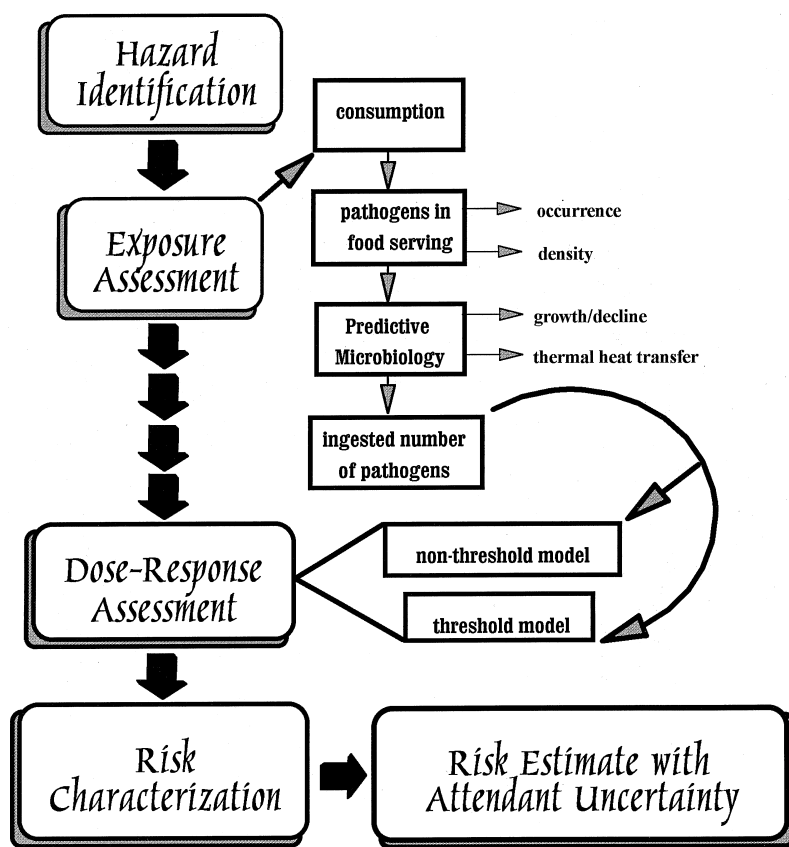 Hazard
Identification
consumption
pathogens in
food serving
occurrence
density
Exposure
Assessment
Predictive
Microbiology
growth/decline
thermal heat transfer
ingested number
of pathogens
Dose-Response
Assessment
non-threshold model
threshold model
Risk
Characterization
Risk Estimate with
Attendant Uncertainty